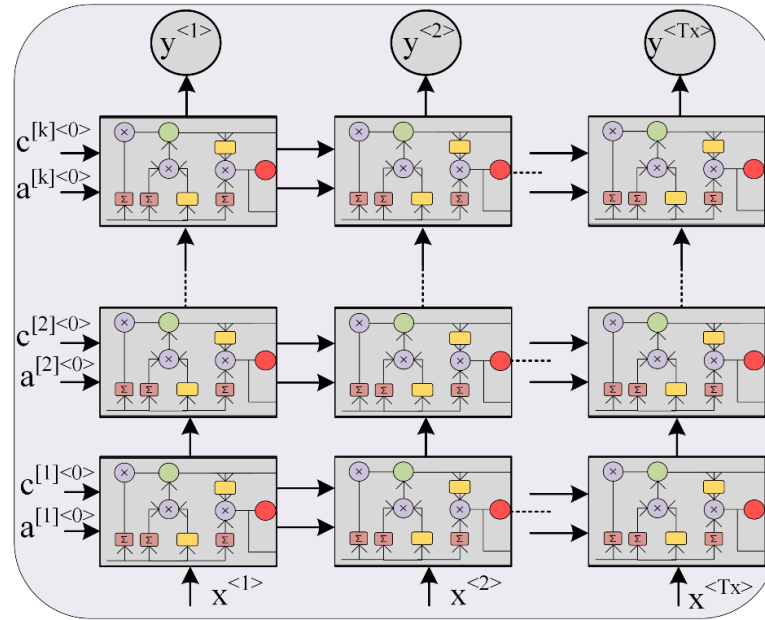 y<1> y<2> y<Tx>
× ×
× ×
× ×
c[k]<0>
× × × × × ×
a[k]<0>
Σ Σ Σ Σ Σ Σ Σ Σ Σ
× × ×
c[2]<0>
× × × × × ×
a[2]<0>
Σ Σ Σ Σ Σ Σ Σ Σ Σ
× × ×
c[1]<0>
× × × × × ×
a[1]<0>
Σ Σ Σ Σ Σ Σ Σ Σ Σ
x<1> x<2> x<Tx>